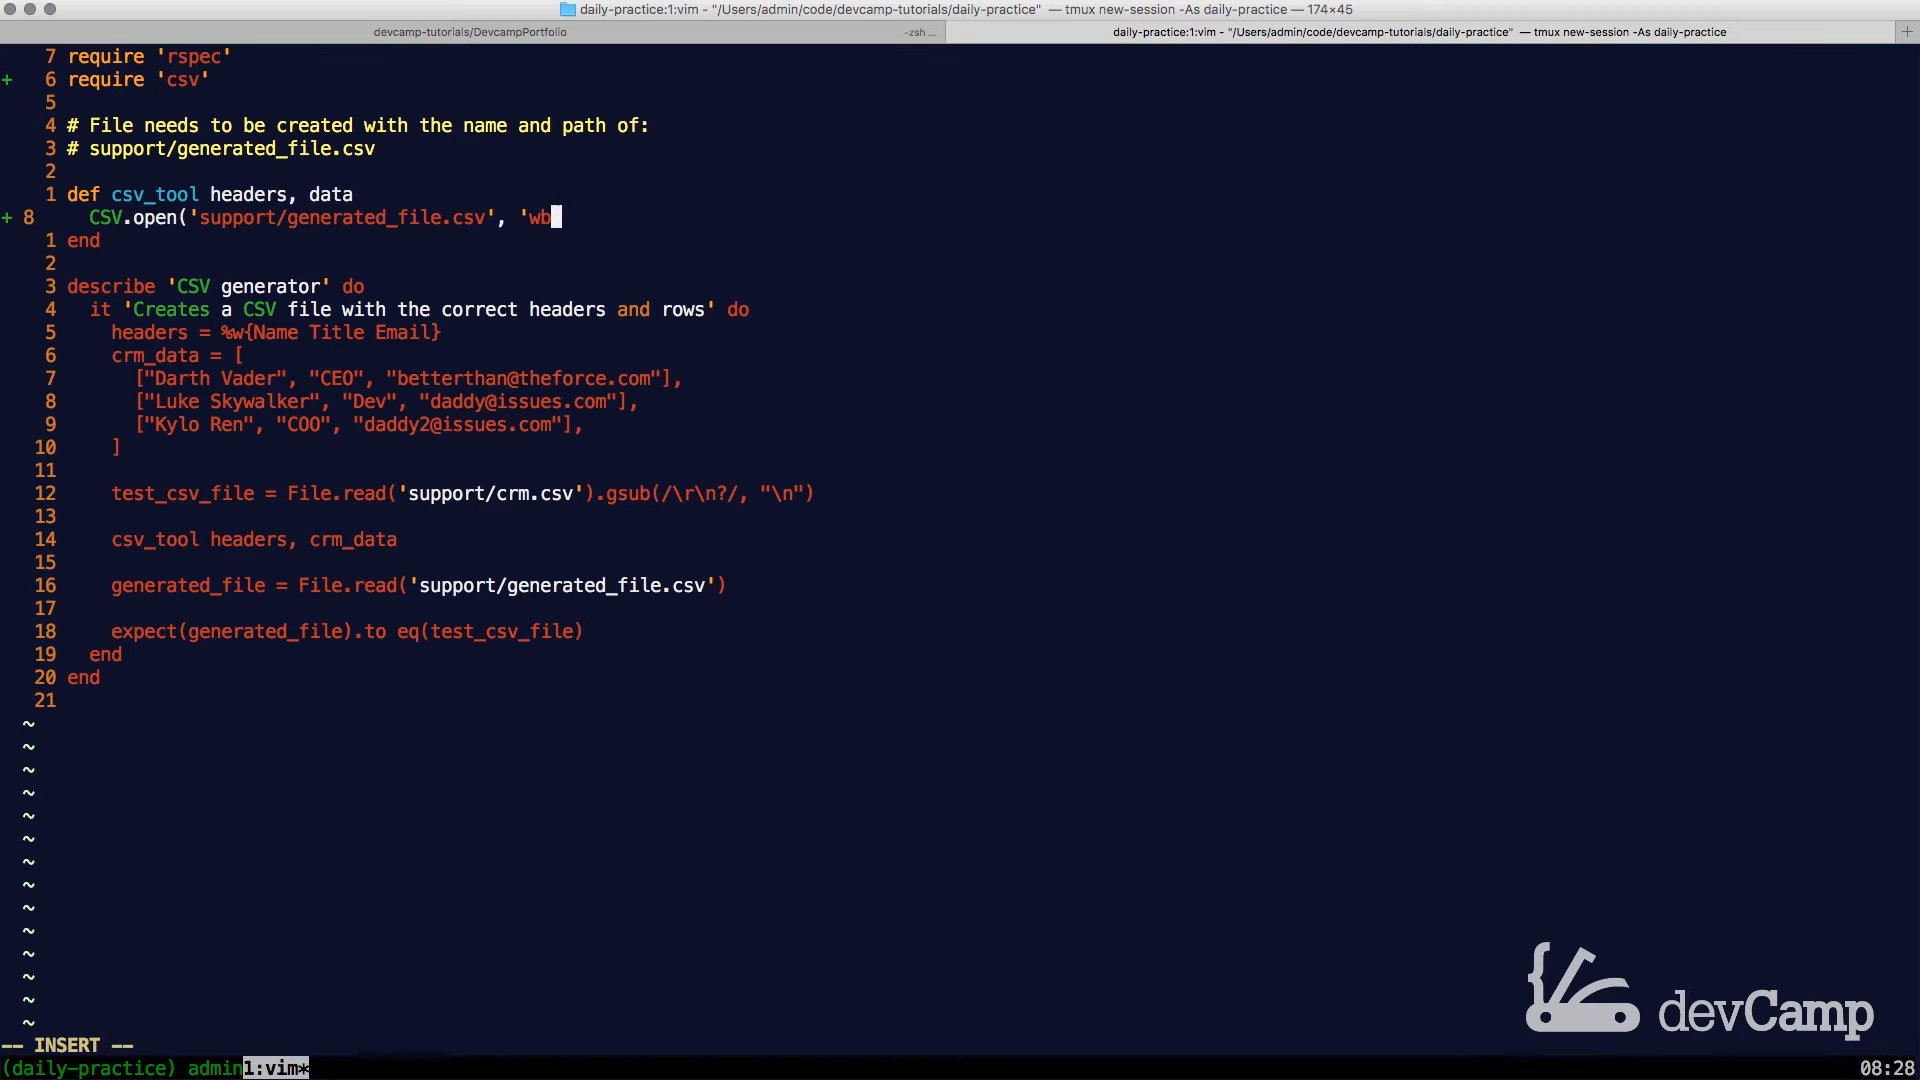 daily-practice:1:vim - "/Users/admin/code/devcamp-tutorials/daily-practice" — tmux new-session -As daily-practice — 174×45
devcamp-tutorials/DevcampPortfolio -zsh ... daily-practice:1:vim - "/Users/admin/code/devcamp-tutorials/daily-practice" — tmux new-session -As daily-practice +
7 require 'rspec'
+ 6 require 'csv'
5
4 # File needs to be created with the name and path of:
3 # support/generated_file.csv
2
1 def csv_tool headers, data
+ 8 CSV.open('support/generated_file.csv', 'wb
1 end
2
3 describe 'CSV generator' do
4 it 'Creates a CSV file with the correct headers and rows' do
5 headers = %w{Name Title Email}
6 crm_data = [
7 ["Darth Vader", "CEO", "betterthan@theforce.com"],
8 ["Luke Skywalker", "Dev", "daddy@issues.com"],
9 ["Kylo Ren", "COO", "daddy2@issues.com"],
10 ]
11
12 test_csv_file = File.read('support/crm.csv').gsub(/\r\n?/, "\n")
13
14 csv_tool headers, crm_data
15
16 generated_file = File.read('support/generated_file.csv')
17
18 expect(generated_file).to eq(test_csv_file)
19 end
20 end
21
~
~
~
~
~
~
~
~
~
~
~
~
~
~
devCamp
-- INSERT --
(daily-practice) admin1:vim* 08:28